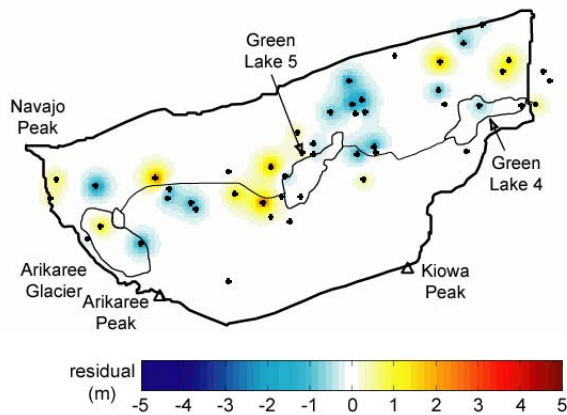 Green
Lake 5
Navajo
Peak
Green
Lake 4
Arikaree
Glacier
Arikaree
Peak
Kiowa
Peak
residual
(m)
-5 -4 -3 -2 -1 0 1 2 3 4 5